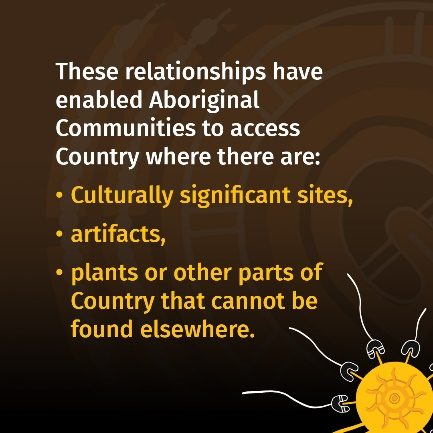 These relationships have
enabled Aboriginal
Communities to access
Country where there are:
• Culturally significant sites,
• artifacts,
• plants or other parts of
Country that cannot be
found elsewhere.